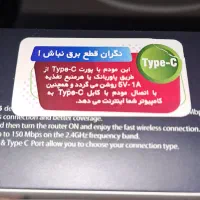 نگران قطع برق نباش !
Type-C
این مودم با پورت Type-C از
طریق پاوربانک یا هرمنبع تغذیه
5V-1A روشن می گردد و همچنین
با اتصال مودم با کابل Type-C به
کامپیوتر شما اینترنت می دهد.
connection and better coverage.
d then turn the router ON and enjoy the fast wireless connection.
up to 150 Mbps on the 2.4GHz frequency band.
& Type C Port allow you to choose your connection type.